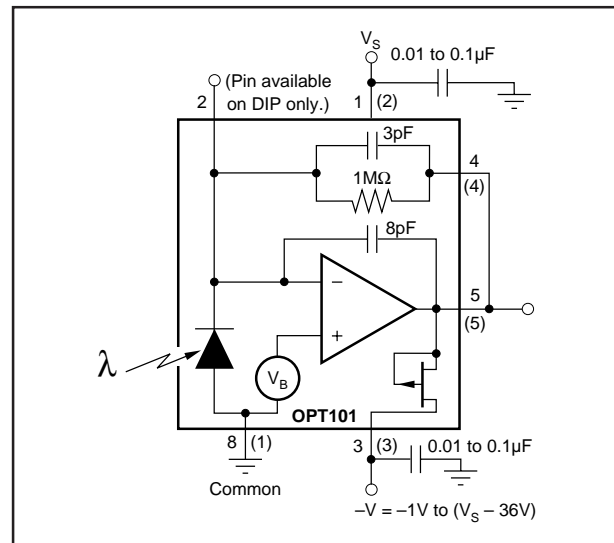 V_S
0.01 to 0.1µF
(Pin available
on DIP only.)
2
1 (2)
3pF
4
(4)
1MΩ
8pF
5
(5)
–
+
λ
V_B
OPT101
8 (1)
3 (3)
0.01 to 0.1µF
Common
–V = –1V to (V_S – 36V)